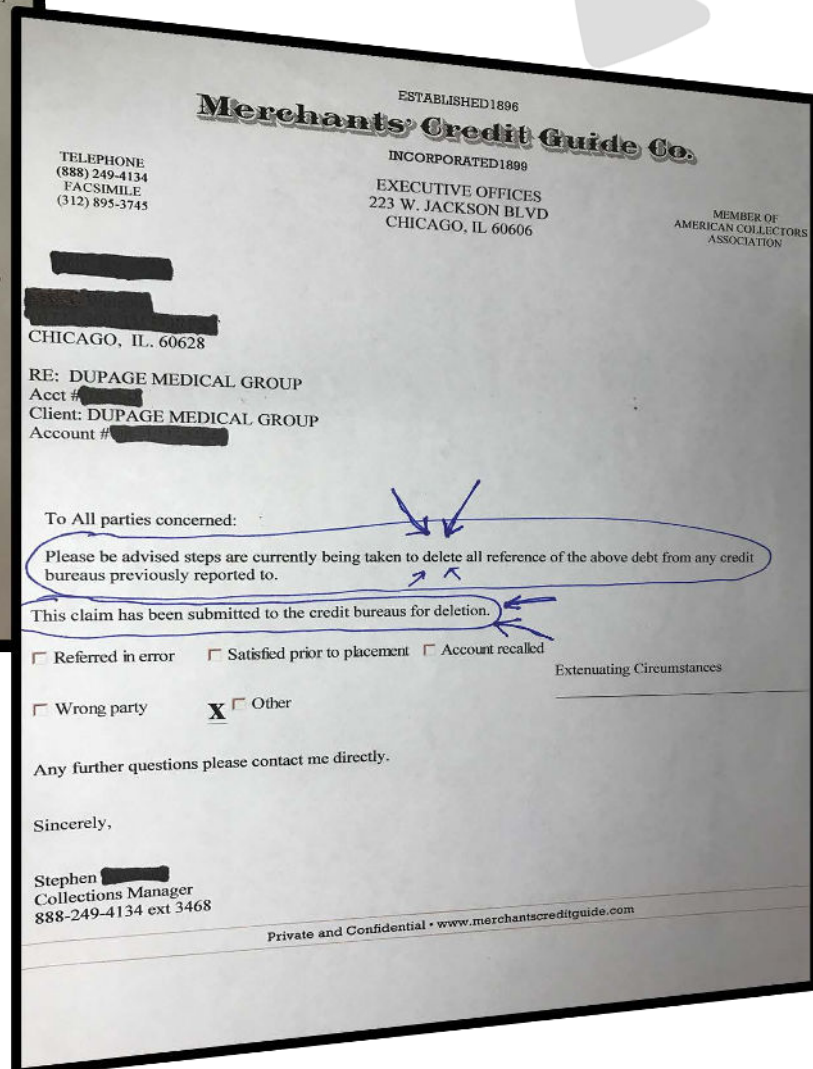 ESTABLISHED1896
Merchants' Credit Guide Co.
INCORPORATED1899
TELEPHONE
(888) 249-4134
FACSIMILE
(312) 895-3745
EXECUTIVE OFFICES
223 W. JACKSON BLVD
CHICAGO, IL 60606
MEMBER OF
AMERICAN COLLECTORS
ASSOCIATION
CHICAGO, IL. 60628
RE: DUPAGE MEDICAL GROUP
Acct #
Client: DUPAGE MEDICAL GROUP
Account #
To All parties concerned:
Please be advised steps are currently being taken to delete all reference of the above debt from any credit
bureaus previously reported to.
This claim has been submitted to the credit bureaus for deletion.
Referred in error Satisfied prior to placement Account recalled
Extenuating Circumstances
Wrong party X Other
Any further questions please contact me directly.
Sincerely,
Stephen
Collections Manager
888-249-4134 ext 3468
Private and Confidential • www.merchantscreditguide.com